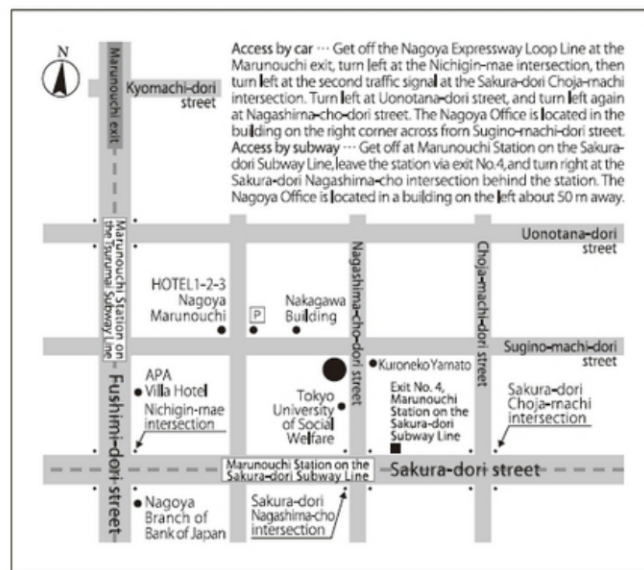 N
Marunouchi exit
Kyomachi-dori
street
Access by car ··· Get off the Nagoya Expressway Loop Line at the
Marunouchi exit, turn left at the Nichigin-mae intersection, then
turn left at the second traffic signal at the Sakura-dori Choja-machi
intersection. Turn left at Uonotana-dori street, and turn left again
at Nagashima-cho-dori street. The Nagoya Office is located in the
building on the right corner across from Sugino-machi-dori street.
Access by subway ··· Get off at Marunouchi Station on the Sakura-
dori Subway Line, leave the station via exit No.4, and turn right at the
Sakura-dori Nagashima-cho intersection behind the station. The
Nagoya Office is located in a building on the left about 50 m away.
Marunouchi Station on
the Tsurumai Subway Line
Uonotana-dori
street
Nagashima-cho-dori street
Choja-machi-dori street
HOTEL1-2-3
Nagoya
Marunouchi
P
Nakagawa
Building
Sugino-machi-dori
street
Kuroneko Yamato
APA
Villa Hotel
Nichigin-mae
intersection
Fushimi-dori street
Tokyo
University
of Social
Welfare
Exit No. 4,
Marunouchi
Station on the
Sakura-dori
Subway Line
Sakura-dori
Choja-machi
intersection
Marunouchi Station on the
Sakura-dori Subway Line
Sakura-dori street
Nagoya
Branch of
Bank of Japan
Sakura-dori
Nagashima-cho
intersection